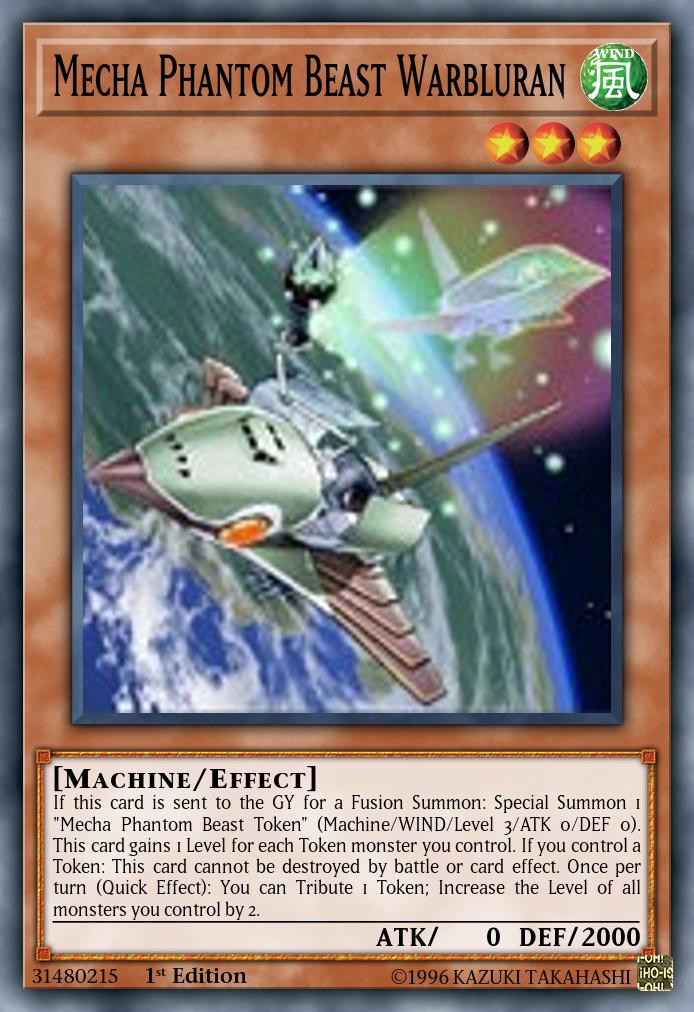 MECHA PHANTOM BEAST WARBLURAN
WIND
風
[MACHINE/EFFECT]
If this card is sent to the GY for a Fusion Summon: Special Summon 1
"Mecha Phantom Beast Token" (Machine/WIND/Level 3/ATK 0/DEF 0).
This card gains 1 Level for each Token monster you control. If you control a
Token: This card cannot be destroyed by battle or card effect. Once per
turn (Quick Effect): You can Tribute 1 Token; Increase the Level of all
monsters you control by 2.
ATK/ 0 DEF/2000
31480215 1st Edition ©1996 KAZUKI TAKAHASHI